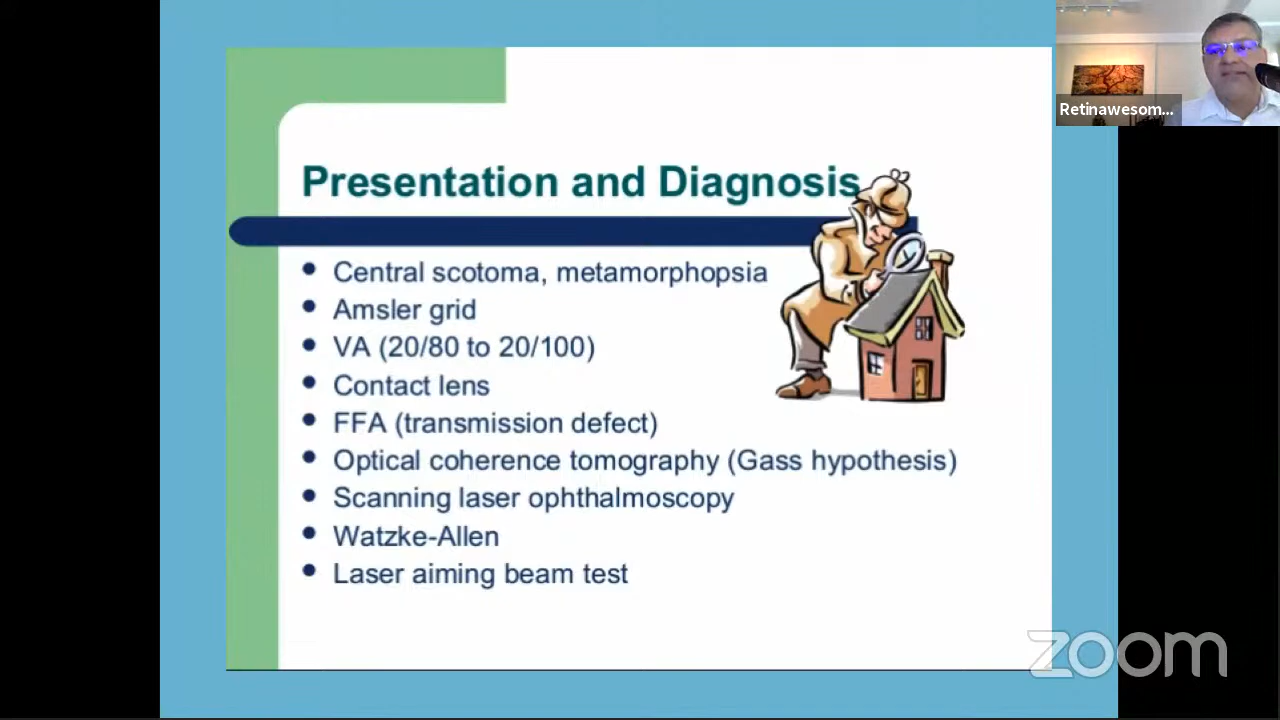 Retinawesom...
Presentation and Diagnosis
Central scotoma, metamorphopsia
Amsler grid
VA (20/80 to 20/100)
Contact lens
FFA (transmission defect)
Optical coherence tomography (Gass hypothesis)
Scanning laser ophthalmoscopy
Watzke-Allen
Laser aiming beam test
zoom